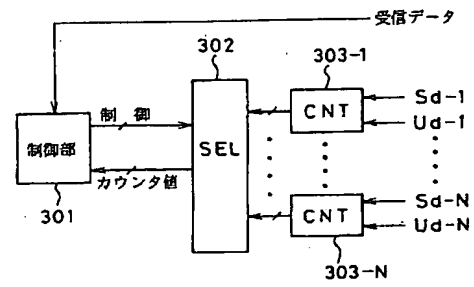 受信データ
302
303-1
制御
CNT
Sd-1
Ud-1
制御部
SEL
カウンタ値
301
CNT
Sd-N
Ud-N
303-N